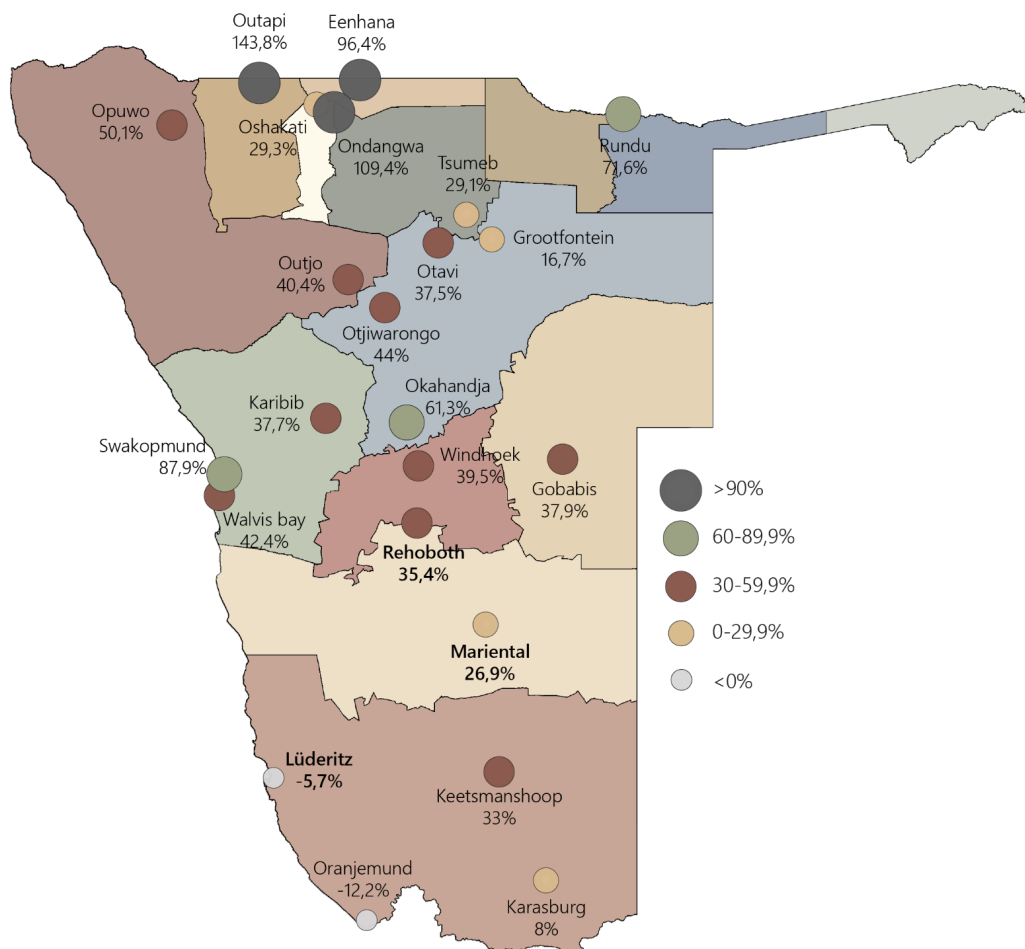 Outapi
143,8%
Eenhana
96,4%
Opuwo
50,1%
Oshakati
29,3%
Ondangwa
109,4%
Tsumeb
29,1%
Rundu
71,6%
Grootfontein
16,7%
Otavi
37,5%
Outjo
40,4%
Otjiwarongo
44%
Okahandja
61,3%
Karibib
37,7%
Swakopmund
87,9%
Windhoek
39,5%
Gobabis
37,9%
Walvis bay
42,4%
Rehoboth
35,4%
Mariental
26,9%
Lüderitz
-5,7%
Keetsmanshoop
33%
Oranjemund
-12,2%
Karasburg
8%
>90%
60-89,9%
30-59,9%
0-29,9%
<0%